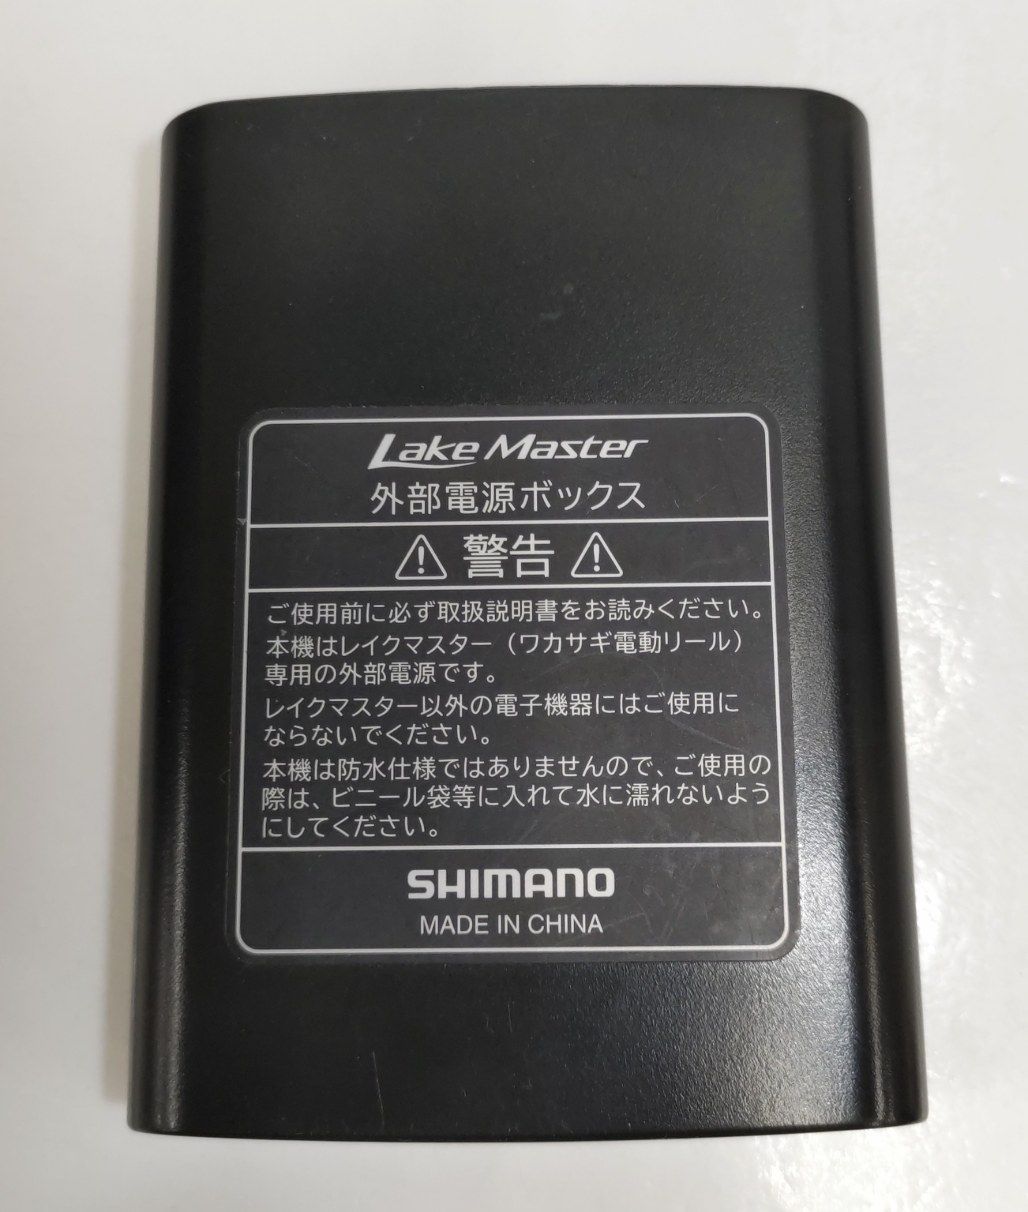 Lake Master
外部電源ボックス
警告
ご使用前に必ず取扱説明書をお読みください。
本機はレイクマスター（ワカサギ電動リール）
専用の外部電源です。
レイクマスター以外の電子機器にはご使用に
ならないでください。
本機は防水仕様ではありませんので、ご使用の
際は、ビニール袋等に入れて水に濡れないよう
にしてください。
SHIMANO
MADE IN CHINA